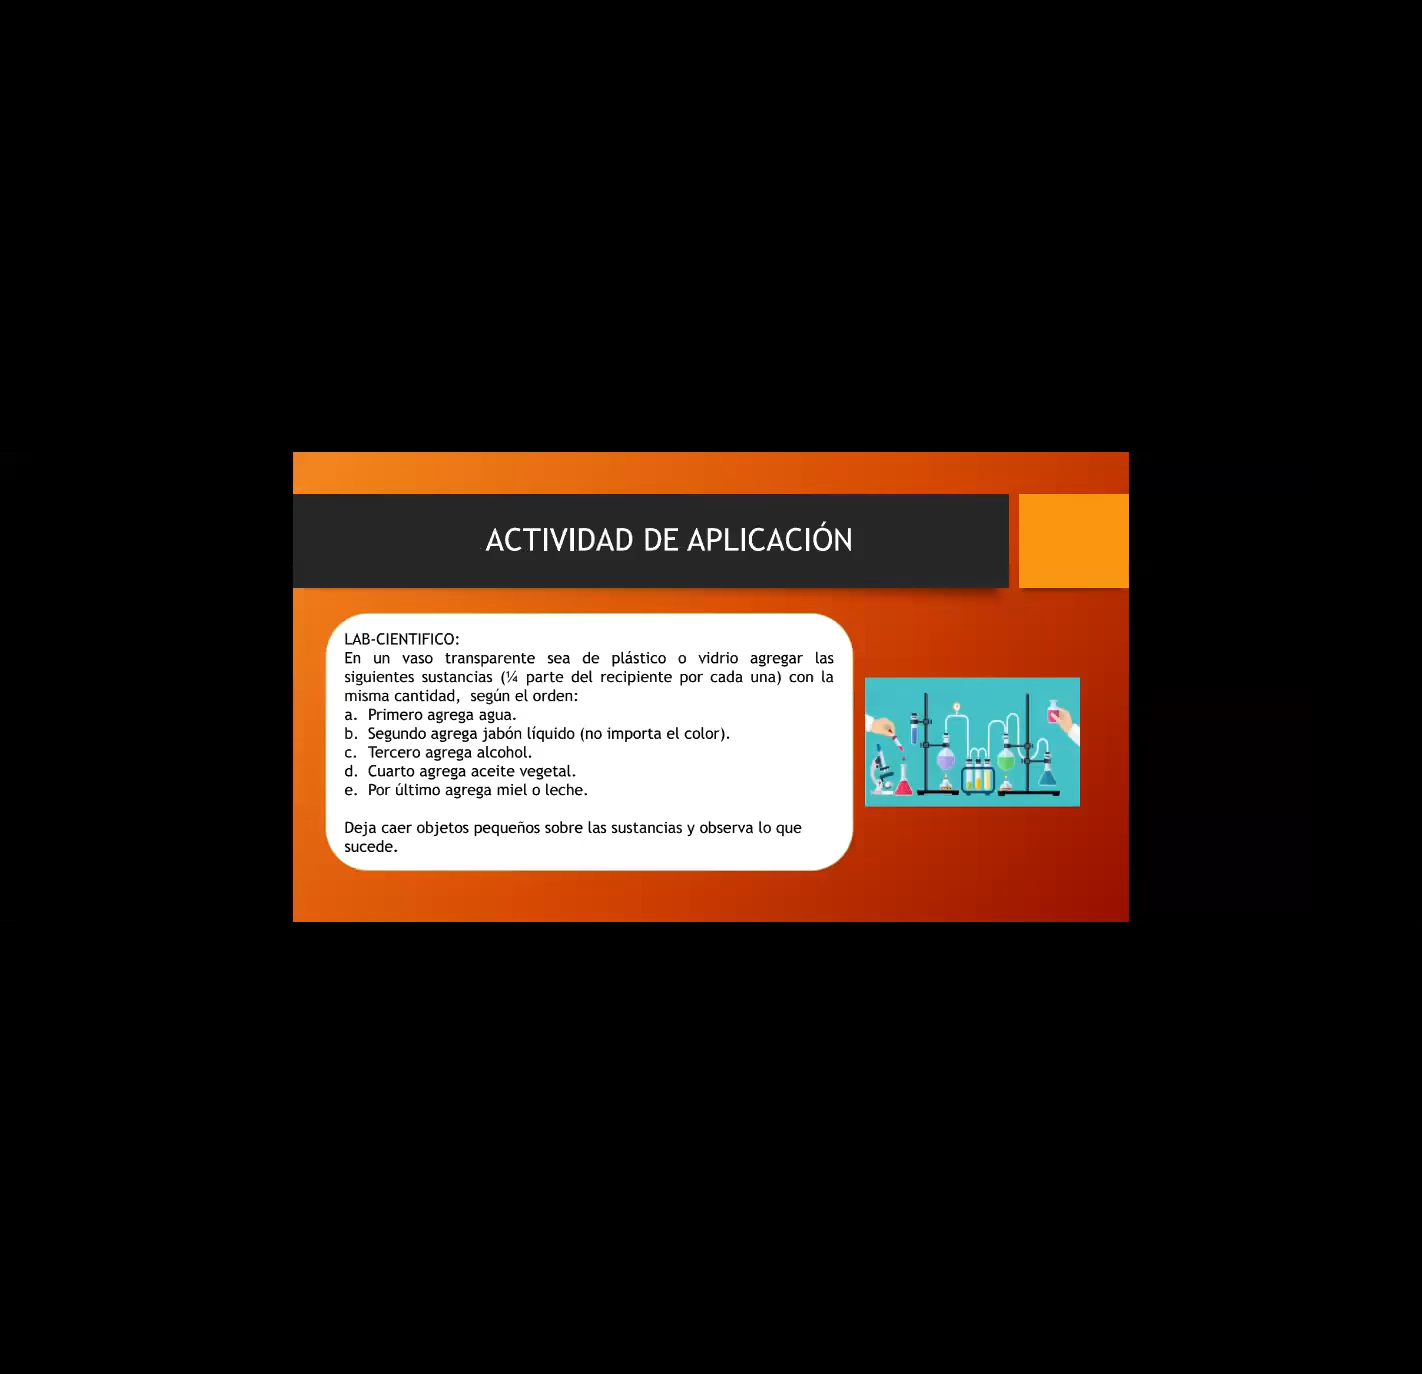 ACTIVIDAD DE APLICACIÓN
LAB-CIENTIFICO:
En un vaso transparente sea de plástico o vidrio agregar las
siguientes sustancias (¼ parte del recipiente por cada una) con la
misma cantidad, según el orden:
a. Primero agrega agua.
b. Segundo agrega jabón líquido (no importa el color).
c. Tercero agrega alcohol.
d. Cuarto agrega aceite vegetal.
e. Por último agrega miel o leche.
Deja caer objetos pequeños sobre las sustancias y observa lo que
sucede.